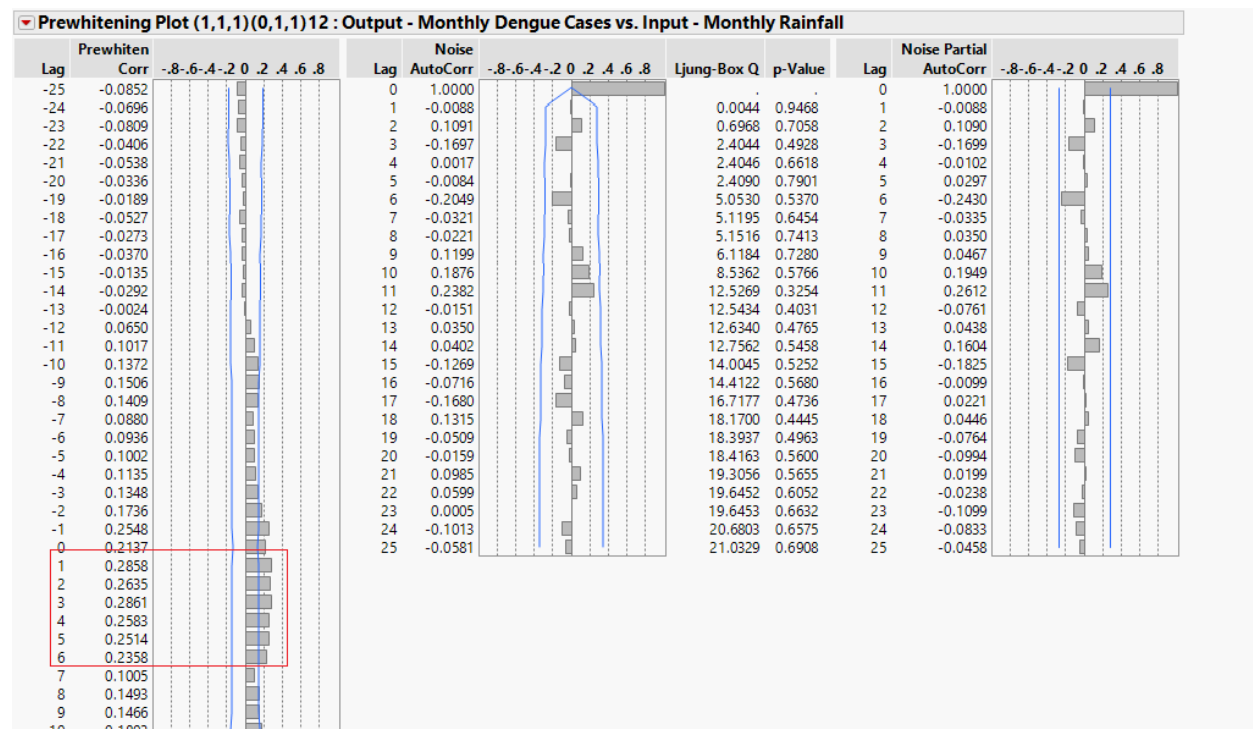 Prewhitening Plot (1,1,1)(0,1,1)12 : Output - Monthly Dengue Cases vs. Input - Monthly Rainfall
Prewhiten Noise Noise Partial
Lag Corr -.8-.6-.4-.2 0 .2 .4 .6 .8 Lag AutoCorr -.8-.6-.4-.2 0 .2 .4 .6 .8 Ljung-Box Q p-Value Lag AutoCorr -.8-.6-.4-.2 0 .2 .4 .6 .8
-25 -0.0852 0 1.0000 . . 0 1.0000
-24 -0.0696 1 -0.0088 0.0044 0.9468 1 -0.0088
-23 -0.0809 2 0.1091 0.6968 0.7058 2 0.1090
-22 -0.0406 3 -0.1697 2.4044 0.4928 3 -0.1699
-21 -0.0538 4 0.0017 2.4046 0.6618 4 -0.0102
-20 -0.0336 5 -0.0084 2.4090 0.7901 5 0.0297
-19 -0.0189 6 -0.2049 5.0530 0.5370 6 -0.2430
-18 -0.0527 7 -0.0321 5.1195 0.6454 7 -0.0335
-17 -0.0273 8 -0.0221 5.1516 0.7413 8 0.0350
-16 -0.0370 9 0.1199 6.1184 0.7280 9 0.0467
-15 -0.0135 10 0.1876 8.5362 0.5766 10 0.1949
-14 -0.0292 11 0.2382 12.5269 0.3254 11 0.2612
-13 -0.0024 12 -0.0151 12.5434 0.4031 12 -0.0761
-12 0.0650 13 0.0350 12.6340 0.4765 13 0.0438
-11 0.1017 14 0.0402 12.7562 0.5458 14 0.1604
-10 0.1372 15 -0.1269 14.0045 0.5252 15 -0.1825
-9 0.1506 16 -0.0716 14.4122 0.5680 16 -0.0099
-8 0.1409 17 -0.1680 16.7177 0.4736 17 0.0221
-7 0.0880 18 0.1315 18.1700 0.4445 18 0.0446
-6 0.0936 19 -0.0509 18.3937 0.4963 19 -0.0764
-5 0.1002 20 -0.0159 18.4163 0.5600 20 -0.0994
-4 0.1135 21 0.0985 19.3056 0.5655 21 0.0199
-3 0.1348 22 0.0599 19.6452 0.6052 22 -0.0238
-2 0.1736 23 0.0005 19.6453 0.6632 23 -0.1099
-1 0.2548 24 -0.1013 20.6803 0.6575 24 -0.0833
0 0.2137 25 -0.0581 21.0329 0.6908 25 -0.0458
1 0.2858
2 0.2635
3 0.2861
4 0.2583
5 0.2514
6 0.2358
7 0.1005
8 0.1493
9 0.1466